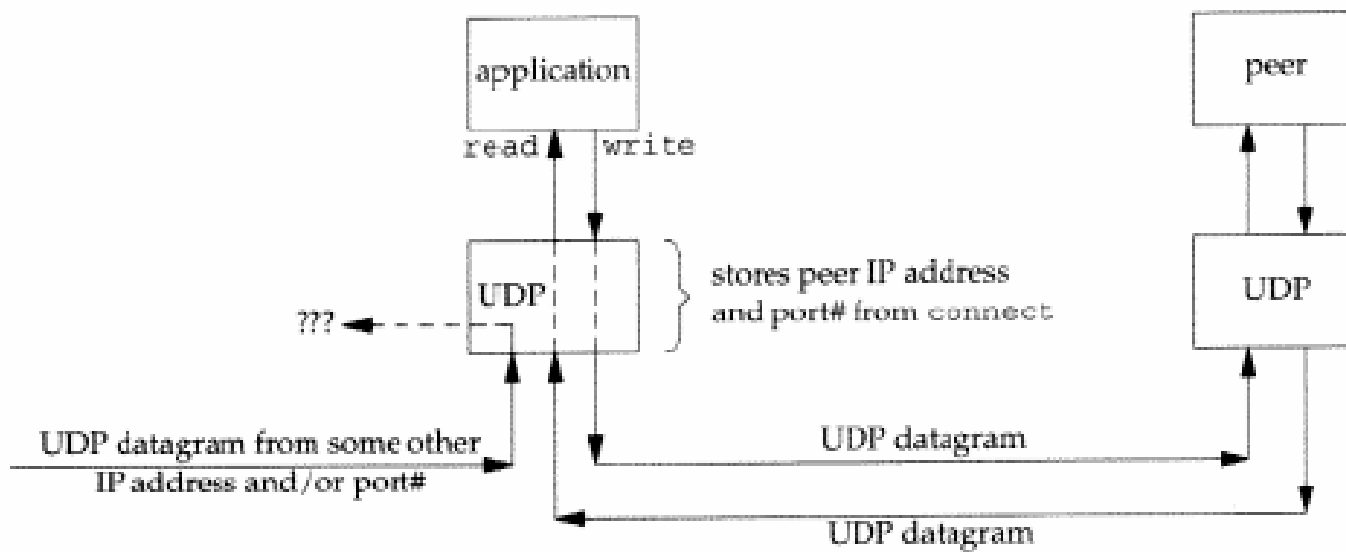 application
peer
read
write
UDP
stores peer IP address
and port# from connect
UDP
???
UDP datagram from some other
IP address and/or port#
UDP datagram
UDP datagram